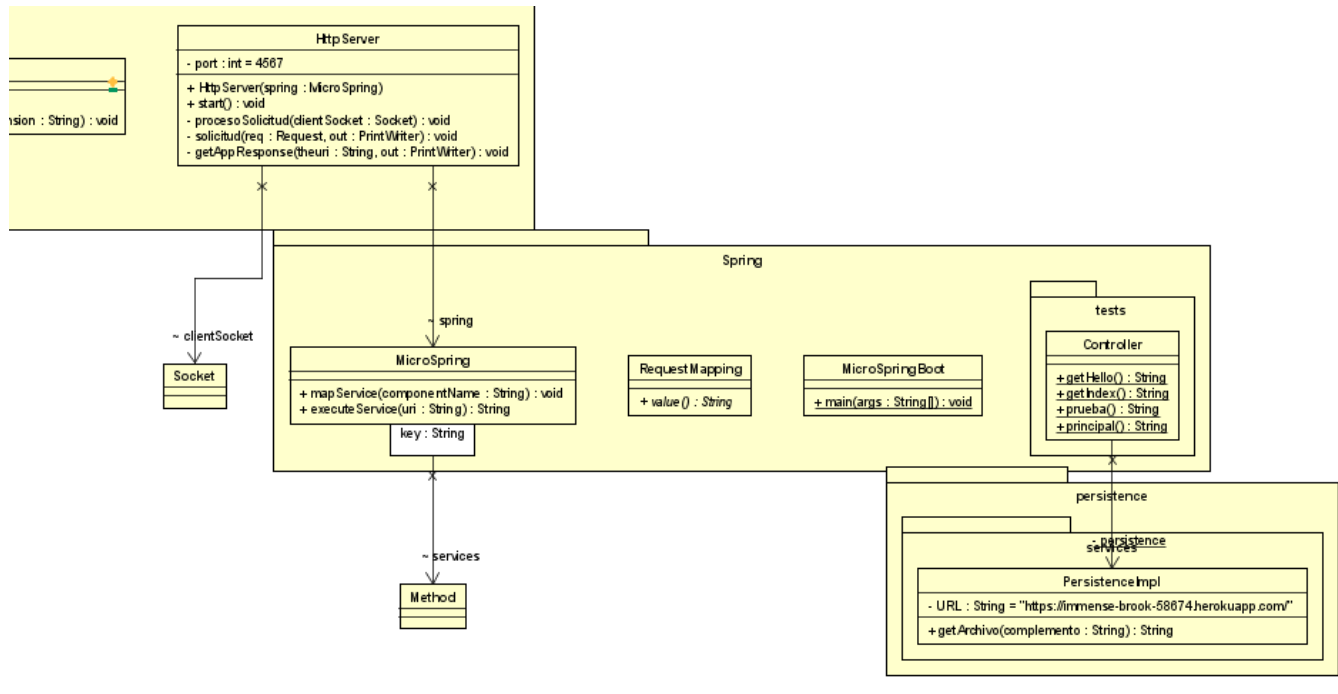 HttpServer
- port : int = 4567
+ HttpServer(spring : MicroSpring)
+ start() : void
- procesoSolicitud(clientSocket : Socket) : void
- solicitud(req : Request, out : PrintWriter) : void
- getAppResponse(theuri : String, out : PrintWriter) : void
nsion : String) : void
Spring
~ clientSocket
Socket
~ spring
MicroSpring
+ mapService(componentName : String) : void
+ executeService(uri : String) : String
key : String
RequestMapping
+ value() : String
MicroSpringBoot
+ main(args : String[]) : void
tests
Controller
+ getHello() : String
+ getIndex() : String
+ prueba() : String
+ principal() : String
~ services
Method
persistence
- persistence
services
PersistenceImpl
- URL : String = "https://immense-brook-58674.herokuapp.com/"
+ getArchivo(complemento : String) : String